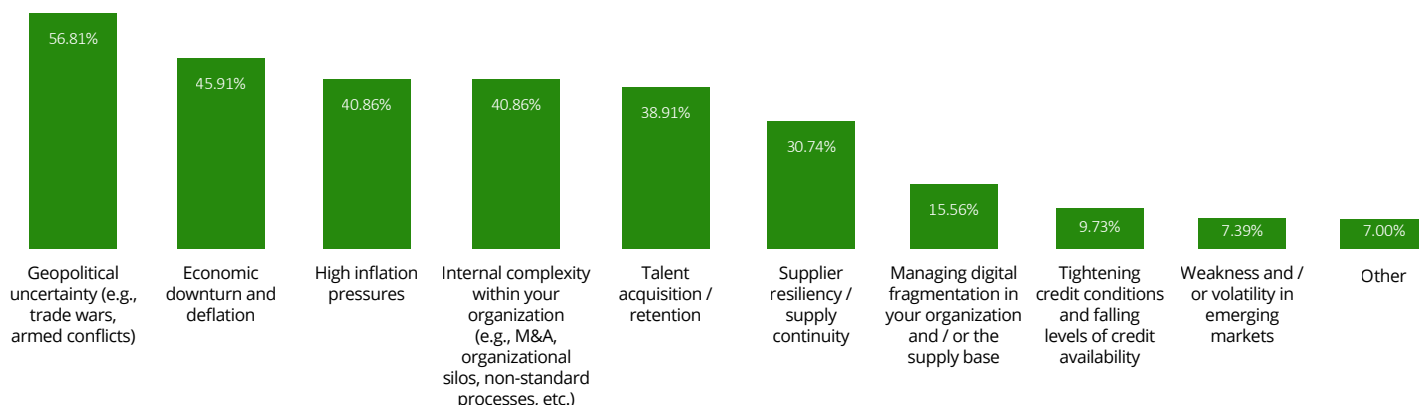 56.81%
45.91%
40.86%
40.86%
38.91%
30.74%
15.56%
9.73%
7.39%
7.00%
Geopolitical
uncertainty (e.g.,
trade wars,
armed conflicts)
Economic
downturn and
deflation
High inflation
pressures
Internal complexity
within your
organization
(e.g., M&A,
organizational
silos, non-standard
processes, etc.)
Talent
acquisition /
retention
Supplier
resiliency /
supply
continuity
Managing digital
fragmentation in
your organization
and / or the
supply base
Tightening
credit conditions
and falling
levels of credit
availability
Weakness and /
or volatility in
emerging
markets
Other